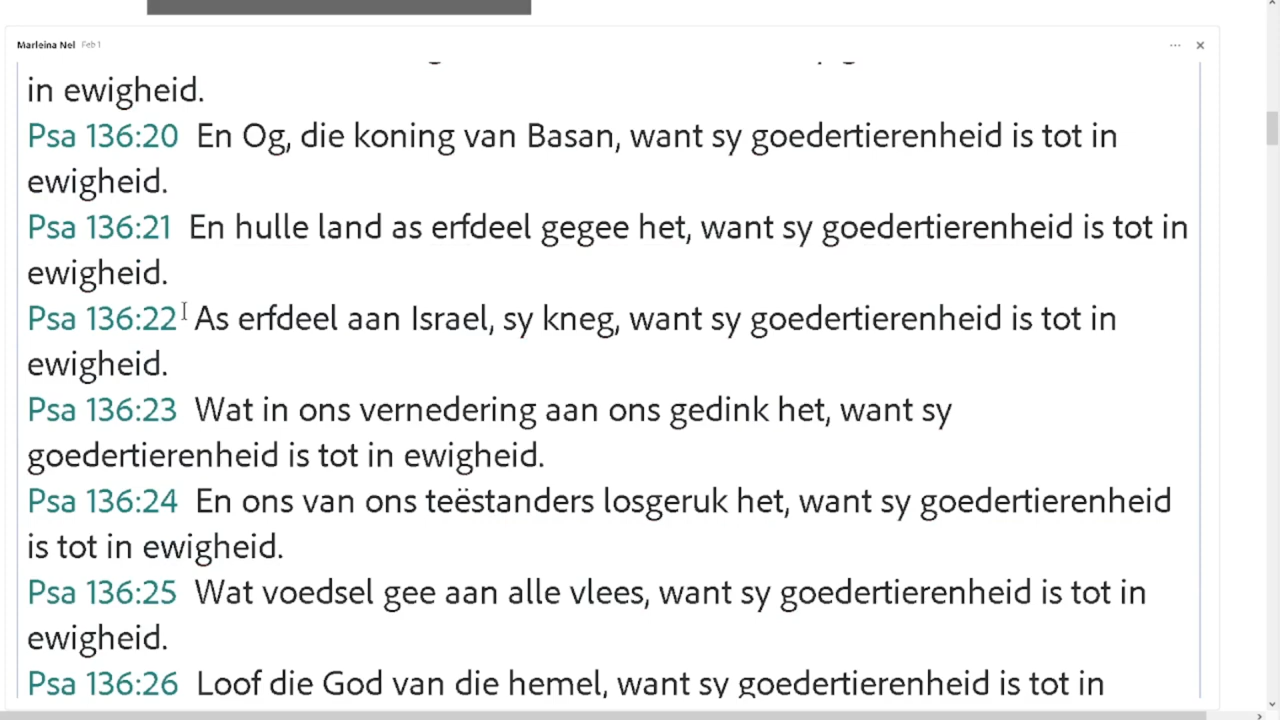 Marleina Nel Feb 1
in ewigheid.
Psa 136:20 En Og, die koning van Basan, want sy goedertierenheid is tot in
ewigheid.
Psa 136:21 En hulle land as erfdeel gegee het, want sy goedertierenheid is tot in
ewigheid.
Psa 136:22 As erfdeel aan Israel, sy kneg, want sy goedertierenheid is tot in
ewigheid.
Psa 136:23 Wat in ons vernedering aan ons gedink het, want sy
goedertierenheid is tot in ewigheid.
Psa 136:24 En ons van ons teëstanders losgeruk het, want sy goedertierenheid
is tot in ewigheid.
Psa 136:25 Wat voedsel gee aan alle vlees, want sy goedertierenheid is tot in
ewigheid.
Psa 136:26 Loof die God van die hemel, want sy goedertierenheid is tot in